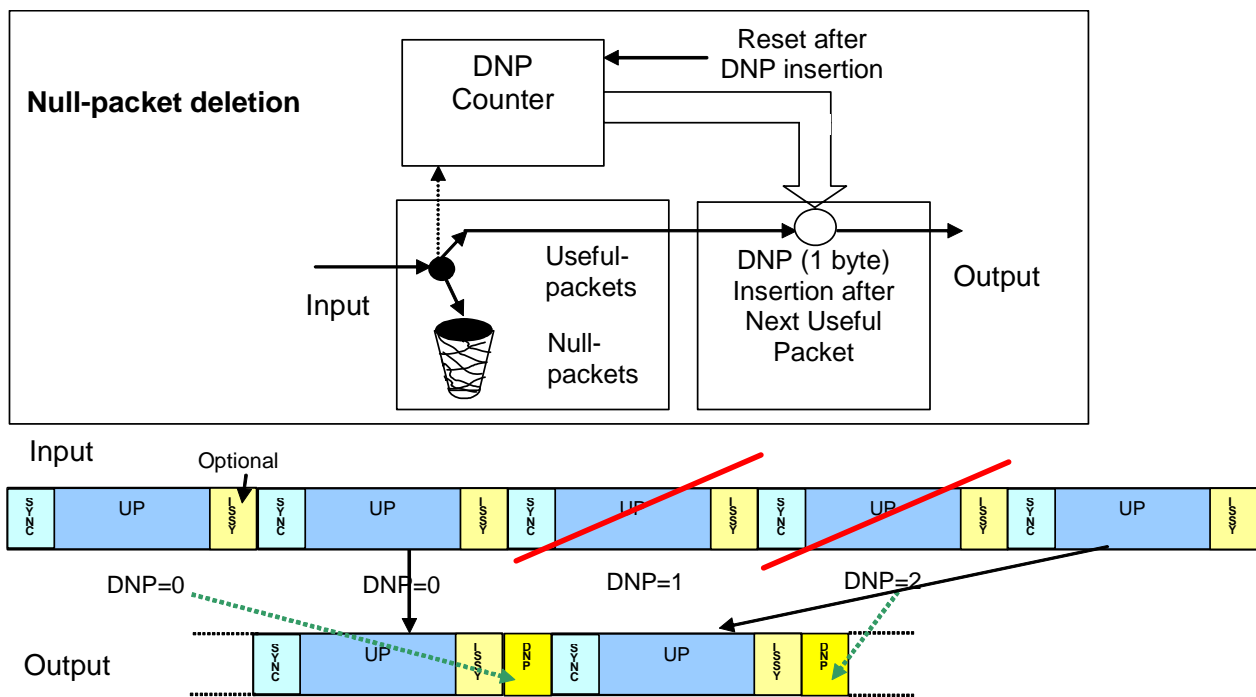 Null-packet deletion
DNP
Counter
Reset after
DNP insertion
Input
Useful-
packets
Null-
packets
DNP (1 byte)
Insertion after
Next Useful
Packet
Output
Input
Optional
SYNC UP ISSY SYNC UP ISSY SYNC UP ISSY SYNC UP ISSY SYNC UP ISSY
DNP=0 DNP=0 DNP=1 DNP=2
Output
SYNC UP ISSY DNP SYNC UP ISSY DNP